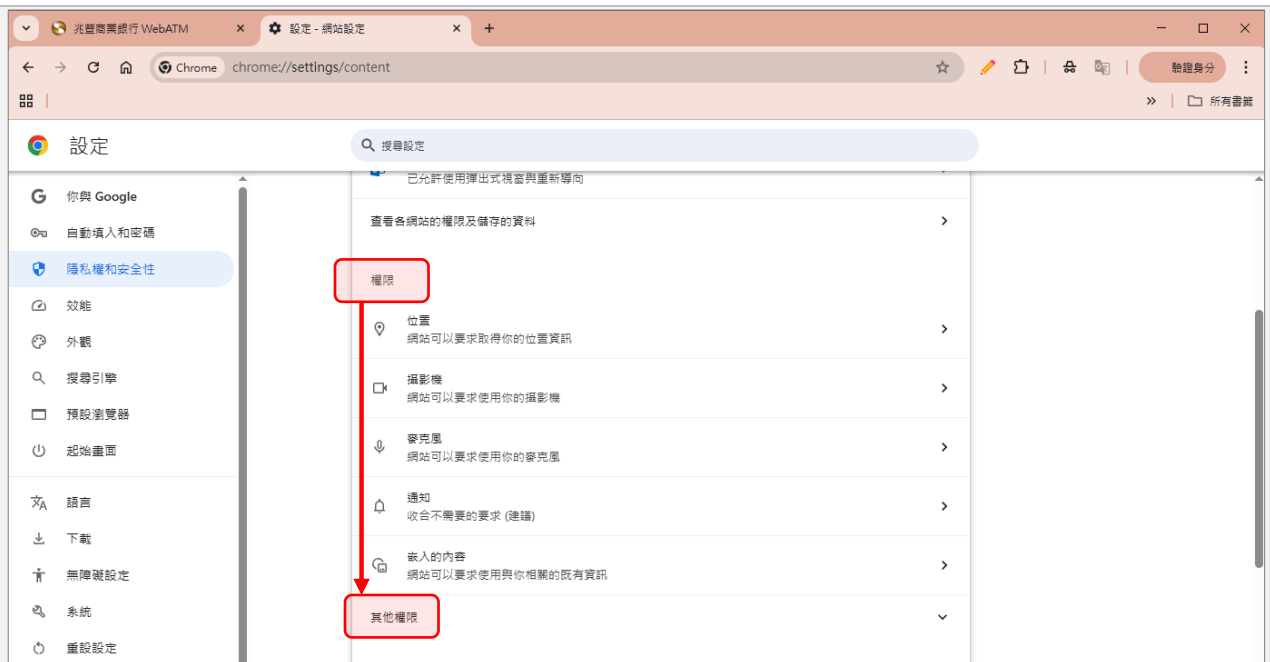 兆豐商業銀行 WebATM
設定 - 網站設定
Chrome
chrome://settings/content
驗證身分
所有書籤
設定
搜尋設定
你與 Google
自動填入和密碼
隱私權和安全性
效能
外觀
搜尋引擎
預設瀏覽器
起始畫面
語言
下載
無障礙設定
系統
重設設定
已允許使用彈出式視窗與重新導向
查看各網站的權限及儲存的資料
權限
位置
網站可以要求取得你的位置資訊
攝影機
網站可以要求使用你的攝影機
麥克風
網站可以要求使用你的麥克風
通知
收合不需要的要求 (建議)
嵌入的內容
網站可以要求使用與你相關的既有資訊
其他權限